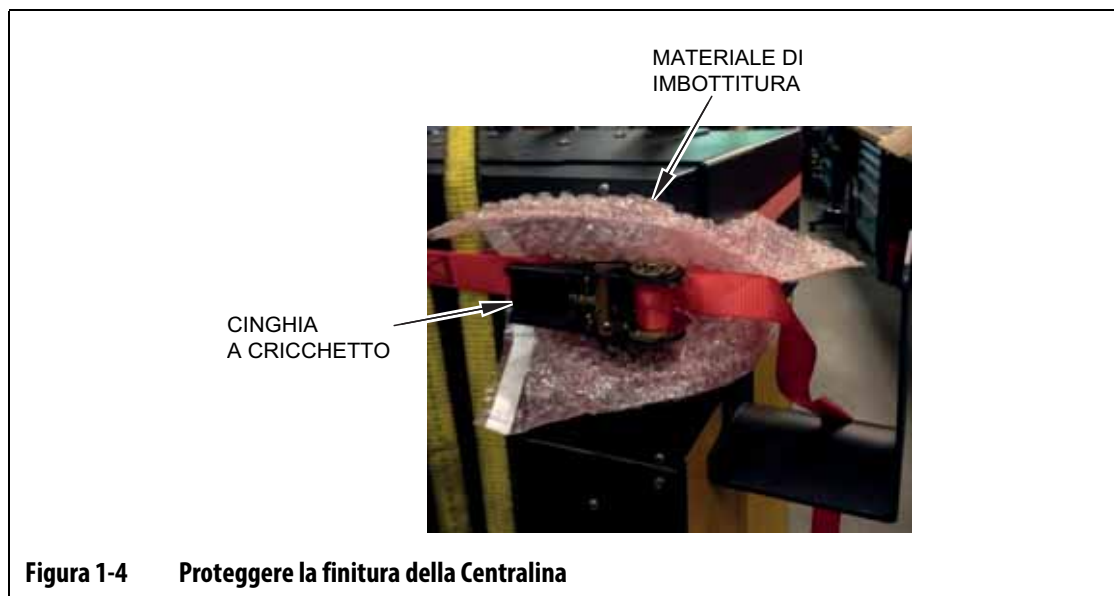 MATERIALE DI
IMBOTTITURA
CINGHIA
A CRICCHETTO
Figura 1-4 Proteggere la finitura della Centralina